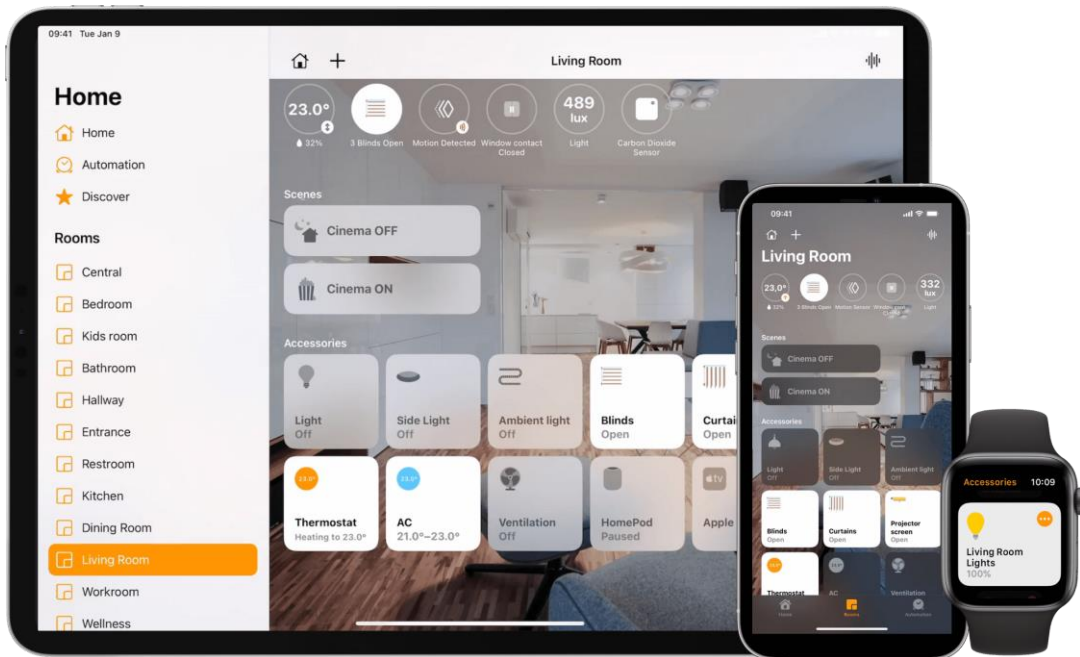 09:41 Tue Jan 9
Home
Home
Automation
Discover
Rooms
Central
Bedroom
Kids room
Bathroom
Hallway
Entrance
Restroom
Kitchen
Dining Room
Living Room
Workroom
Wellness
Living Room
23.0°
32%
3 Blinds Open
Motion Detected
Window contact
Closed
489
lux
Light
Carbon Dioxide
Sensor
Scenes
Cinema OFF
Cinema ON
Accessories
Light
Off
Side Light
Off
Ambient light
Off
Blinds
Open
Curtai
Open
23.0°
Thermostat
Heating to 23.0°
23.0°
AC
21.0°–23.0°
Ventilation
Off
HomePod
Paused
tv
Apple
09:41
Living Room
23,0°
32%
3 Blinds Open
Motion Sensor
Window
332
lux
Light
Scenes
Cinema OFF
Cinema ON
Accessories
Light
Off
Side Light
Off
Ambient light
Off
Blinds
Open
Curtains
Open
Projector
screen
Open
Thermostat
AC
Ventilation
Home
Rooms
Automation
Accessories 10:09
Living Room
Lights
100%